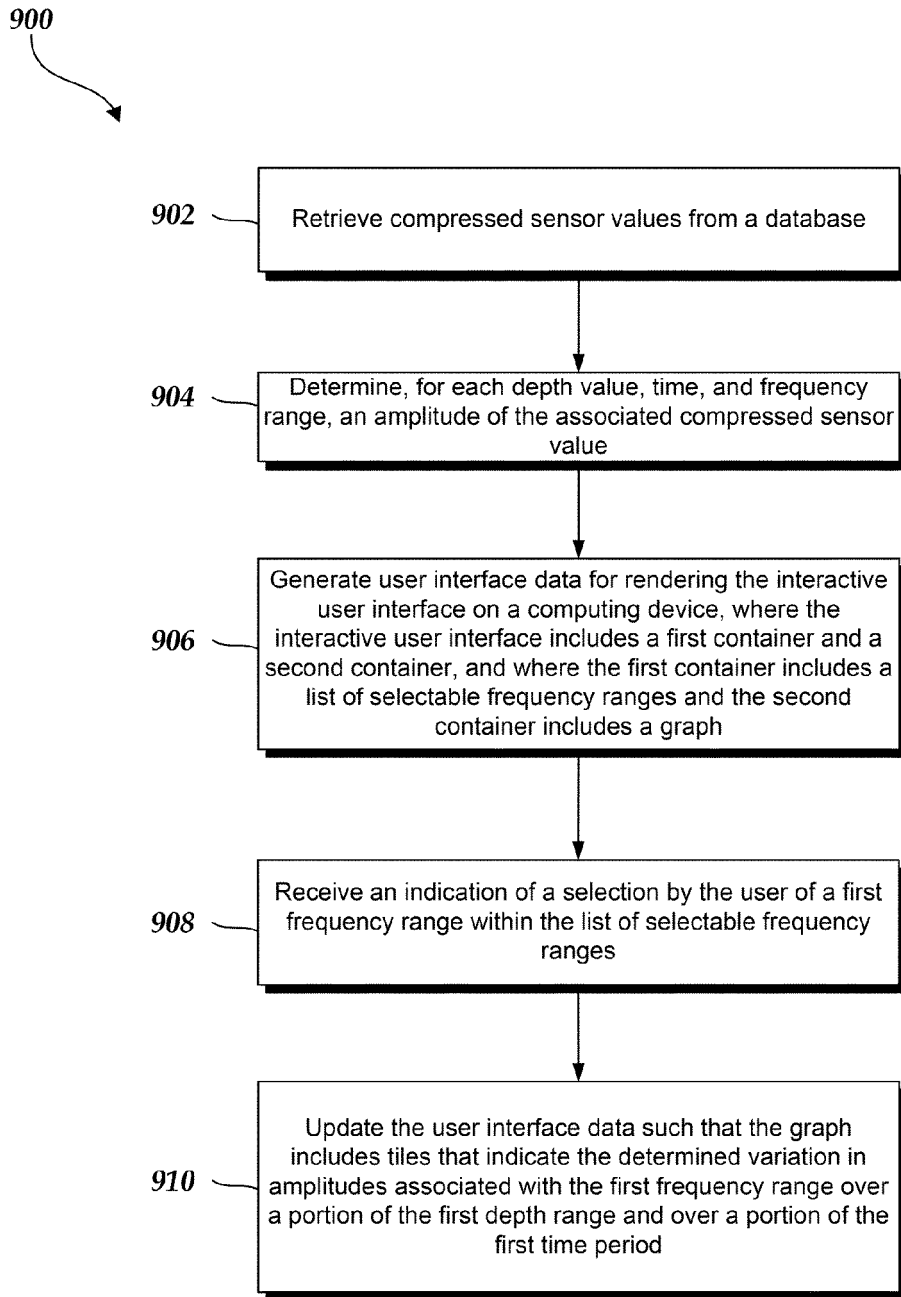 900
902
Retrieve compressed sensor values from a database
904
Determine, for each depth value, time, and frequency
range, an amplitude of the associated compressed sensor
value
906
Generate user interface data for rendering the interactive
user interface on a computing device, where the
interactive user interface includes a first container and a
second container, and where the first container includes a
list of selectable frequency ranges and the second
container includes a graph
908
Receive an indication of a selection by the user of a first
frequency range within the list of selectable frequency
ranges
910
Update the user interface data such that the graph
includes tiles that indicate the determined variation in
amplitudes associated with the first frequency range over
a portion of the first depth range and over a portion of the
first time period